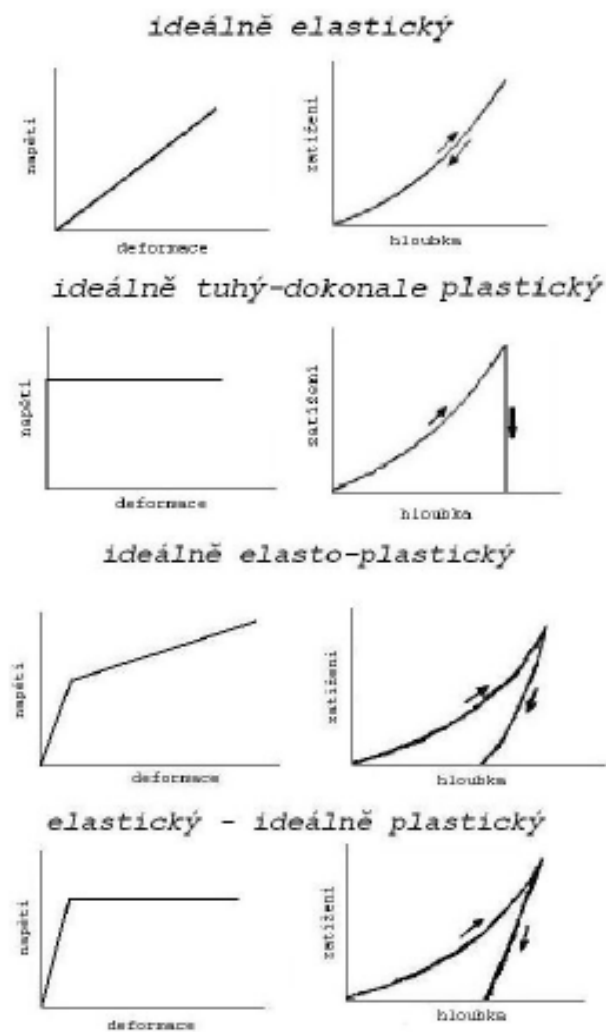 ideálně elastický
napětí
deformace
zatížení
hloubka
ideálně tuhý-dokonale plastický
napětí
deformace
zatížení
hloubka
ideálně elasto-plastický
napětí
deformace
zatížení
hloubka
elastický - ideálně plastický
napětí
deformace
zatížení
hloubka